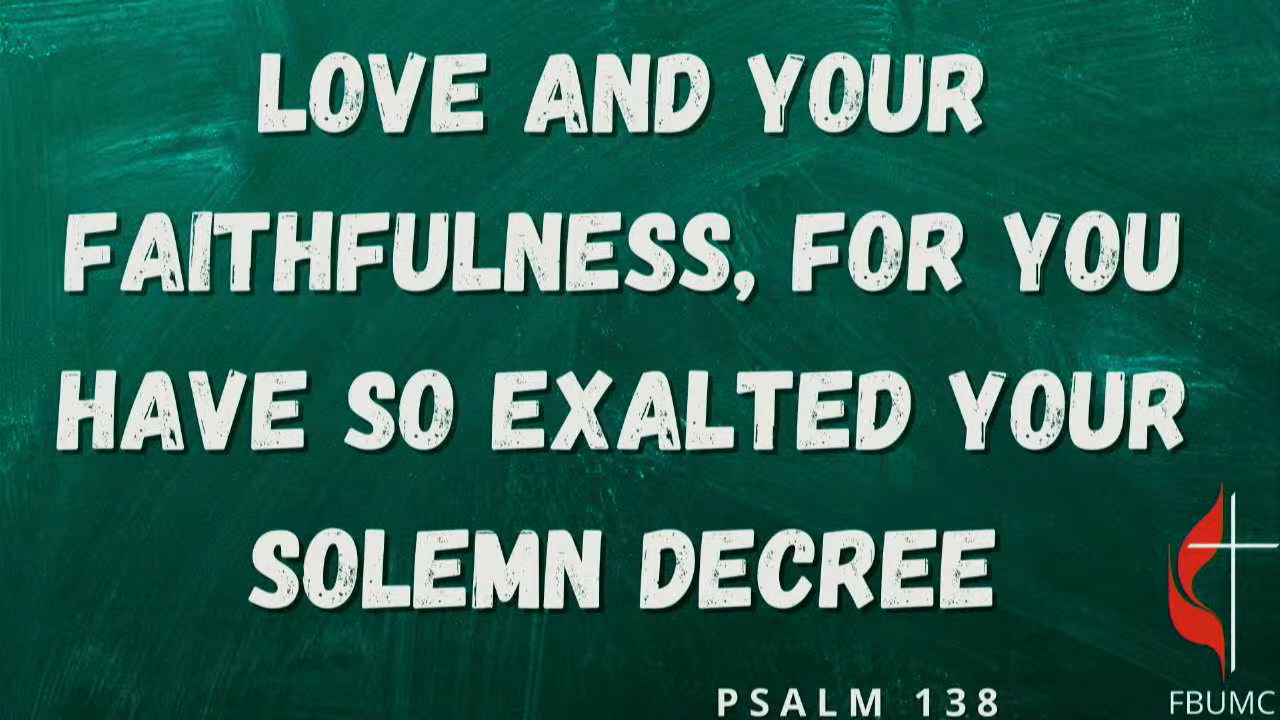 LOVE AND YOUR
FAITHFULNESS, FOR YOU
HAVE SO EXALTED YOUR
SOLEMN DECREE
PSALM 138
FBUMC